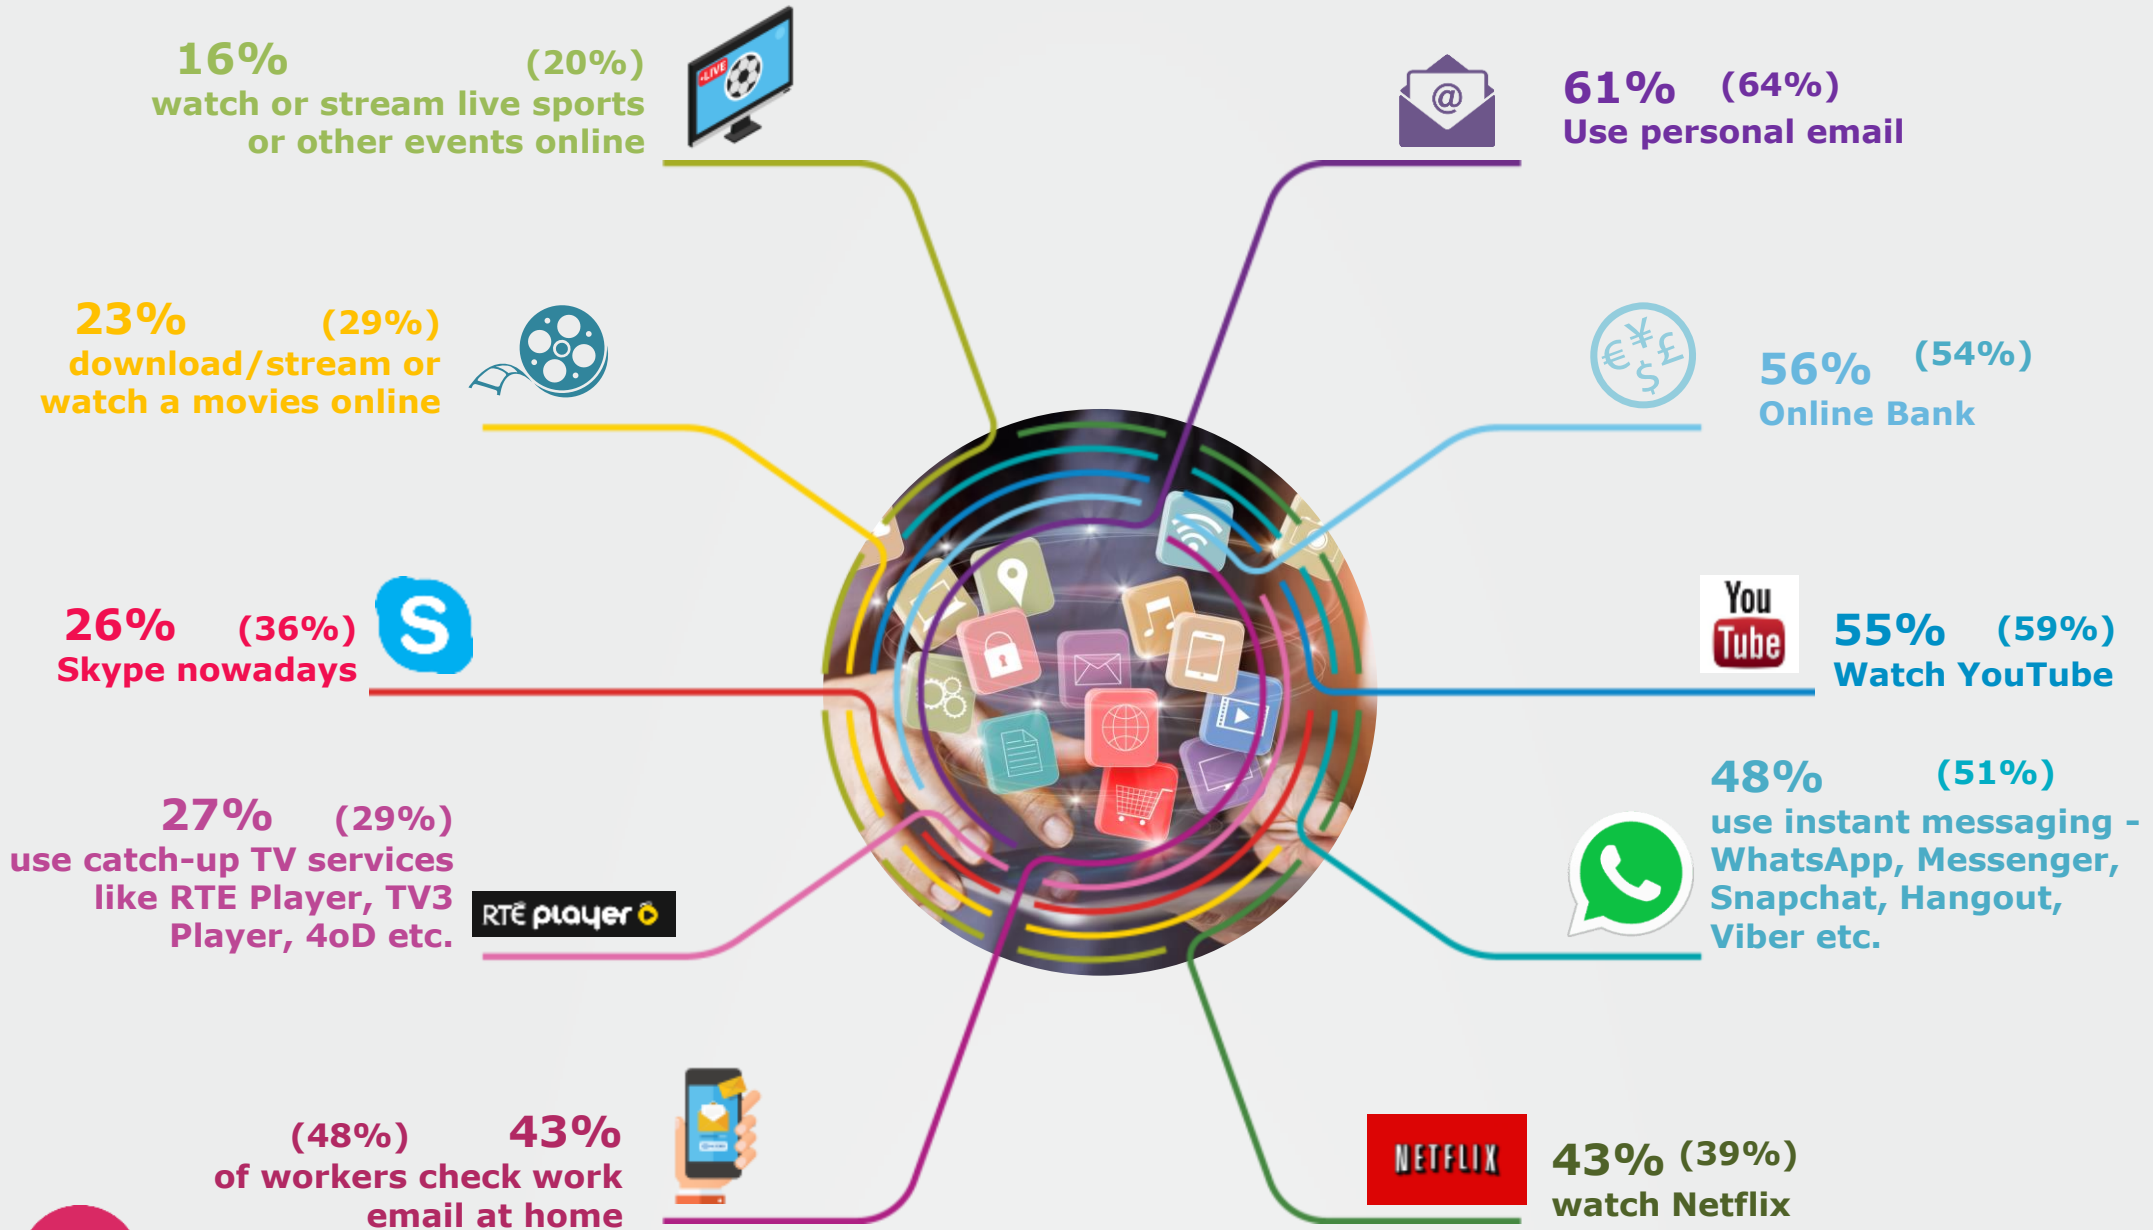 16% (20%)
watch or stream live sports
or other events online
LIVE
@
61% (64%)
Use personal email
23% (29%)
download/stream or
watch a movies online
€ ¥ £ $
56% (54%)
Online Bank
26% (36%)
Skype nowadays
S
You
Tube
55% (59%)
Watch YouTube
27% (29%)
use catch-up TV services
like RTE Player, TV3
Player, 4oD etc.
RTÉ player
48% (51%)
use instant messaging -
WhatsApp, Messenger,
Snapchat, Hangout,
Viber etc.
(48%) 43%
of workers check work
email at home
NETFLIX
43% (39%)
watch Netflix